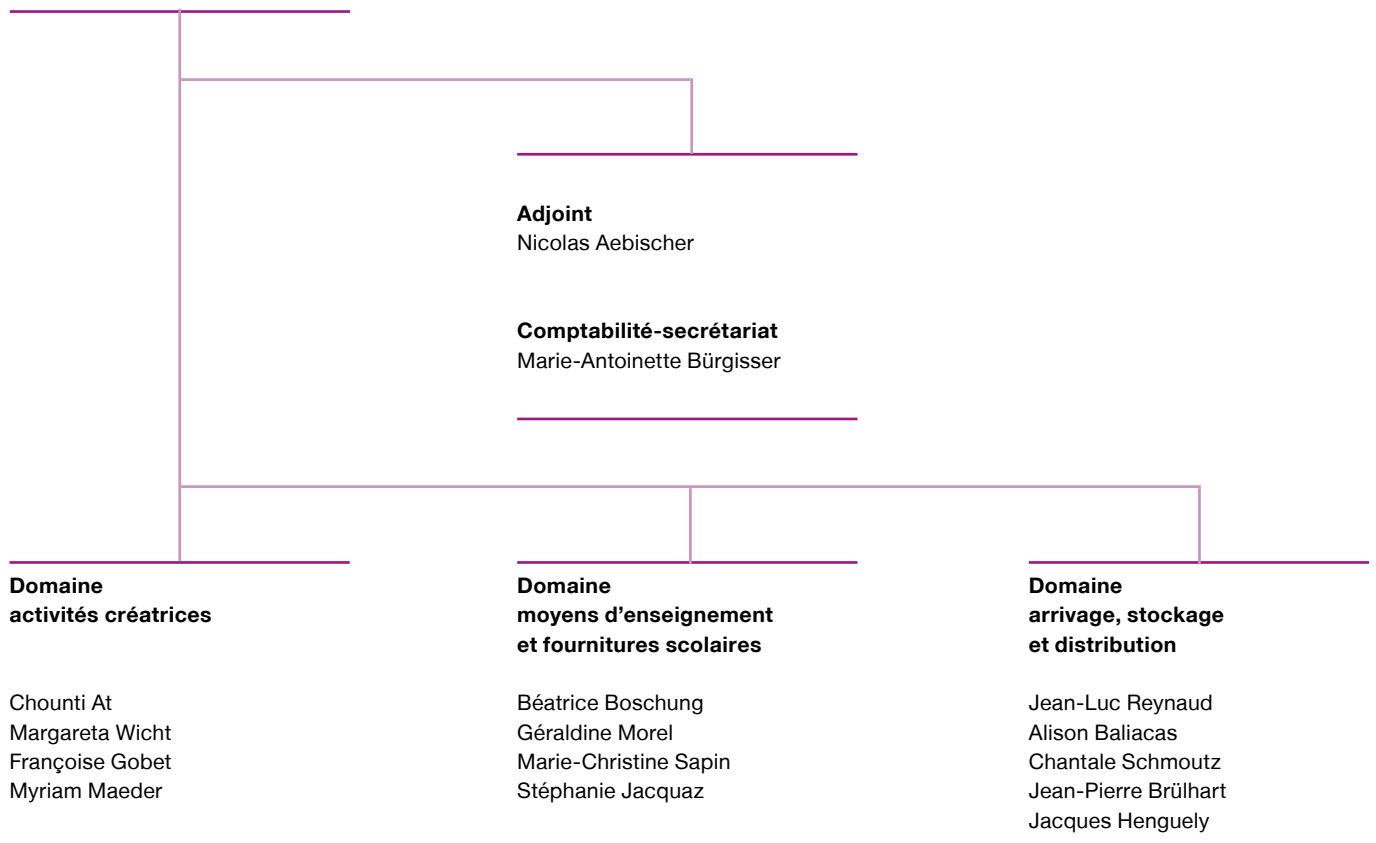 Adjoint
Nicolas Aebischer
Comptabilité-secrétariat
Marie-Antoinette Bürgisser
Domaine
activités créatrices
Chounti At
Margareta Wicht
Françoise Gobet
Myriam Maeder
Domaine
moyens d’enseignement
et fournitures scolaires
Béatrice Boschung
Géraldine Morel
Marie-Christine Sapin
Stéphanie Jacquaz
Domaine
arrivage, stockage
et distribution
Jean-Luc Reynaud
Alison Baliacas
Chantale Schmoutz
Jean-Pierre Brülhart
Jacques Henguely